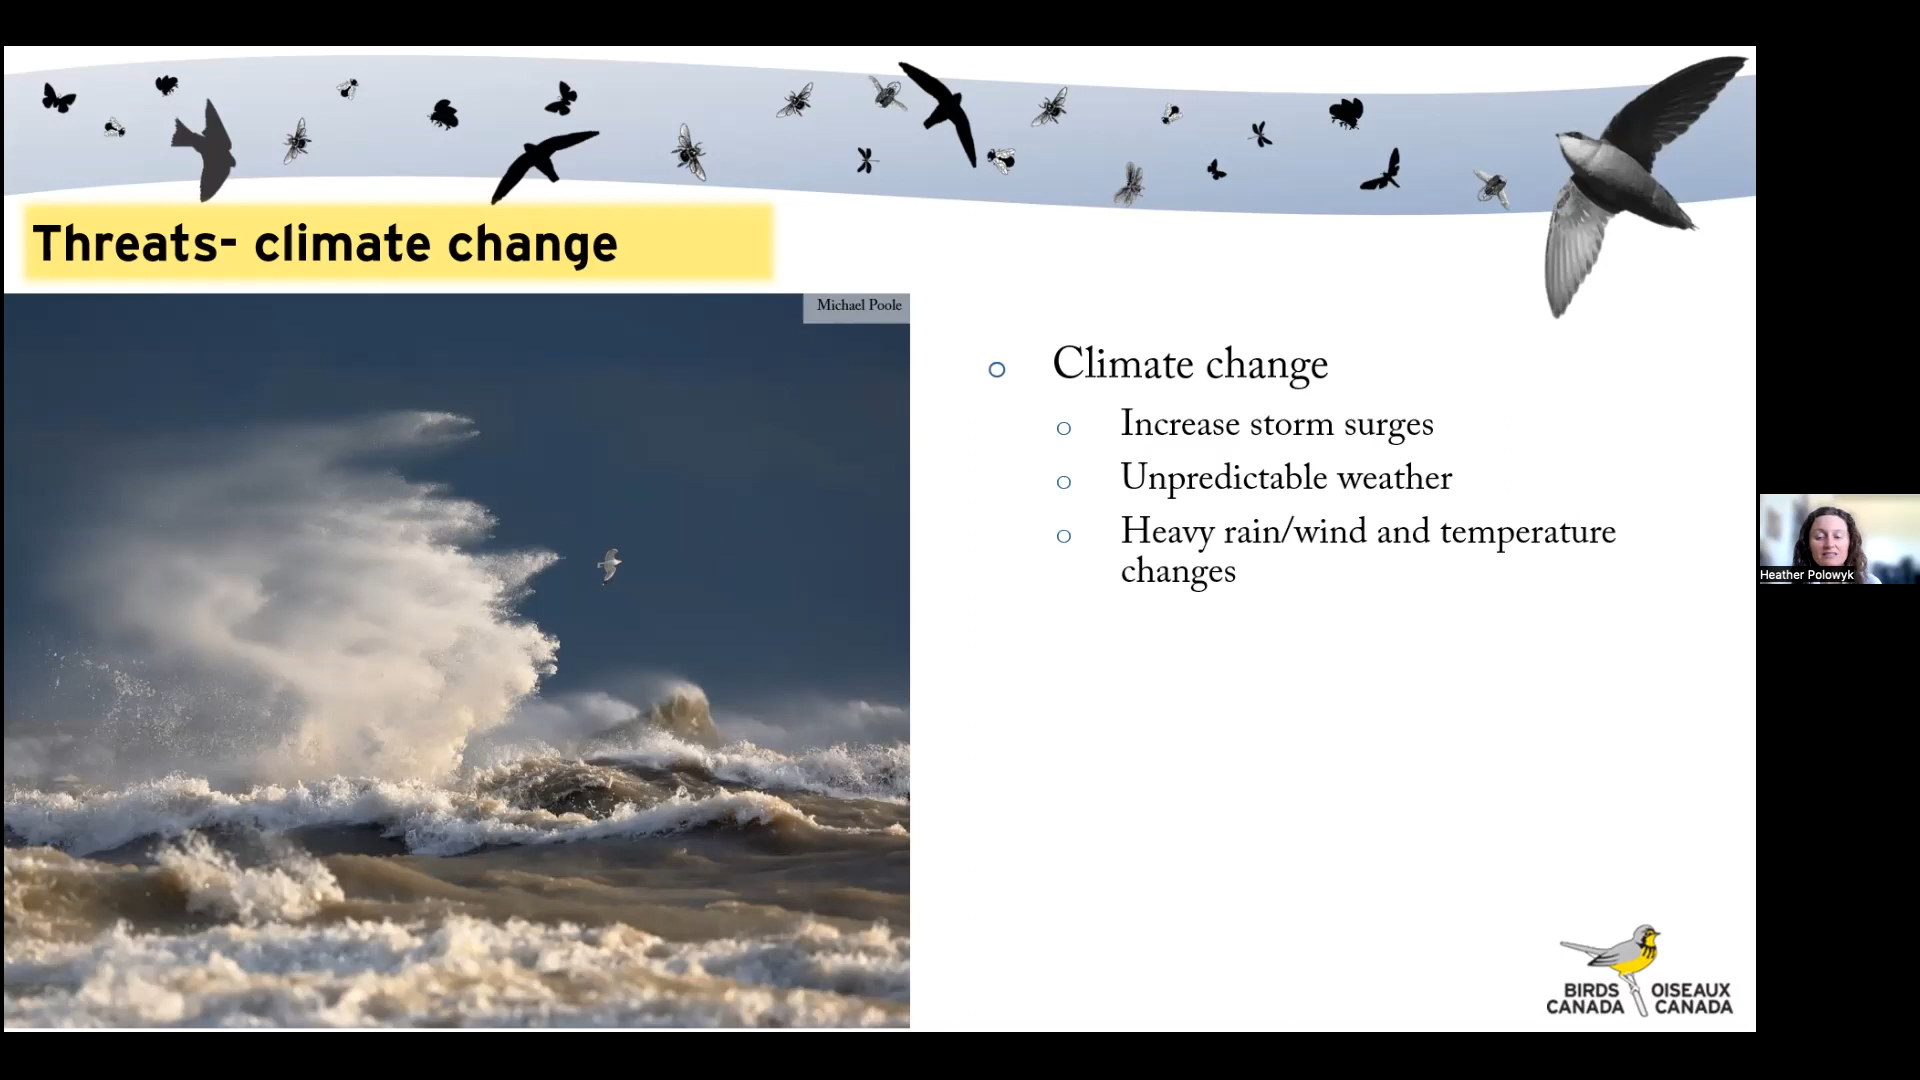 Threats- climate change
Michael Poole
Climate change
Increase storm surges
Unpredictable weather
Heavy rain/wind and temperature
changes
Heather Polowyk
BIRDS OISEAUX
CANADA CANADA